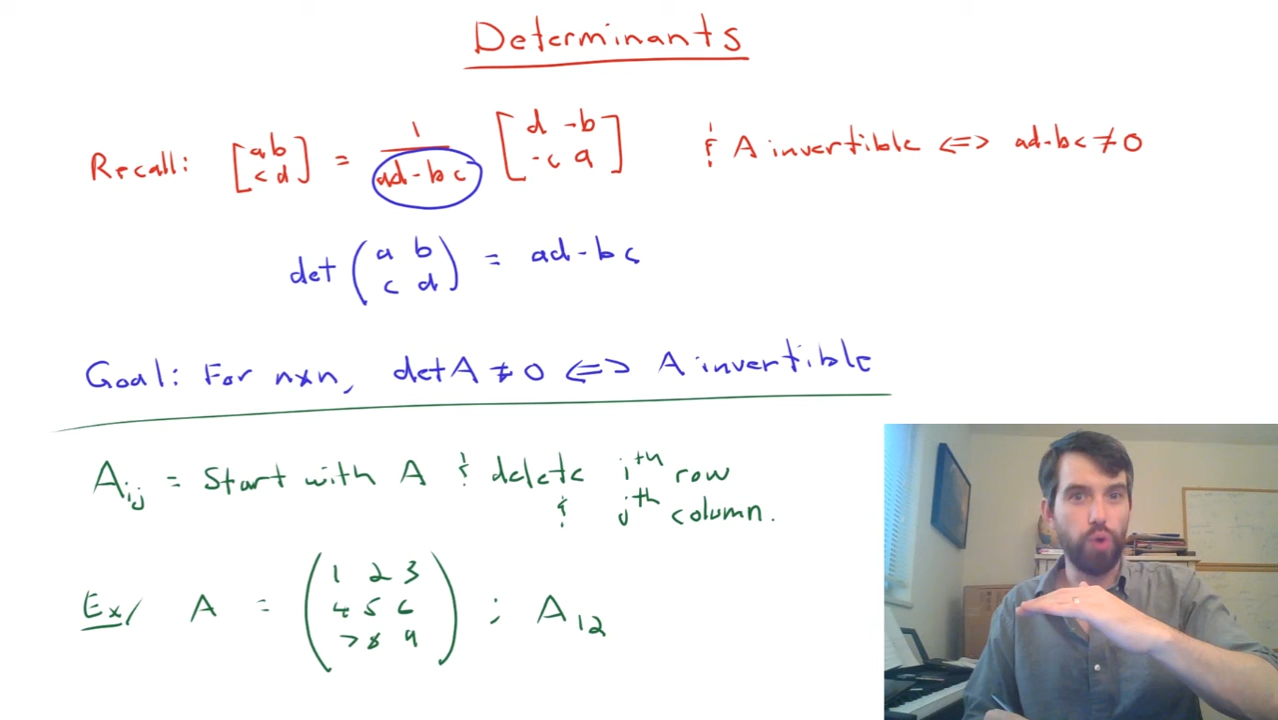 Determinants
Recall: [a b c d] = 1/(ad-bc) [d -b -c a] & A invertible <=> ad-bc ≠ 0
det (a b c d) = ad-bc
Goal: For nxn, det A ≠ 0 <=> A invertible
A_ij = Start with A & delete i^th row
& j^th column.
Ex/ A = (1 2 3 4 5 6 7 8 9) ; A_12